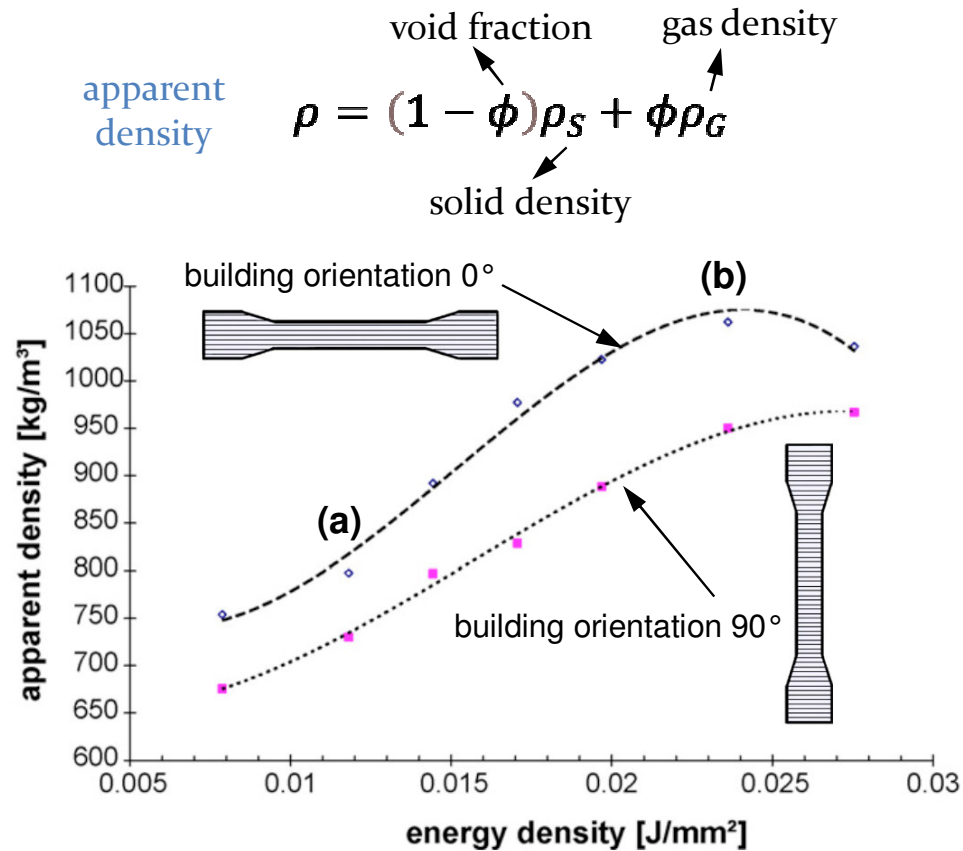 void fraction
gas density
apparent
density
ρ = (1 − ϕ)ρ_S + ϕρ_G
solid density
1100
1050
1000
950
900
850
800
750
700
650
600
apparent density [kg/m³]
building orientation 0°
(b)
(a)
building orientation 90°
0.005
0.01
0.015
0.02
0.025
0.03
energy density [J/mm²]